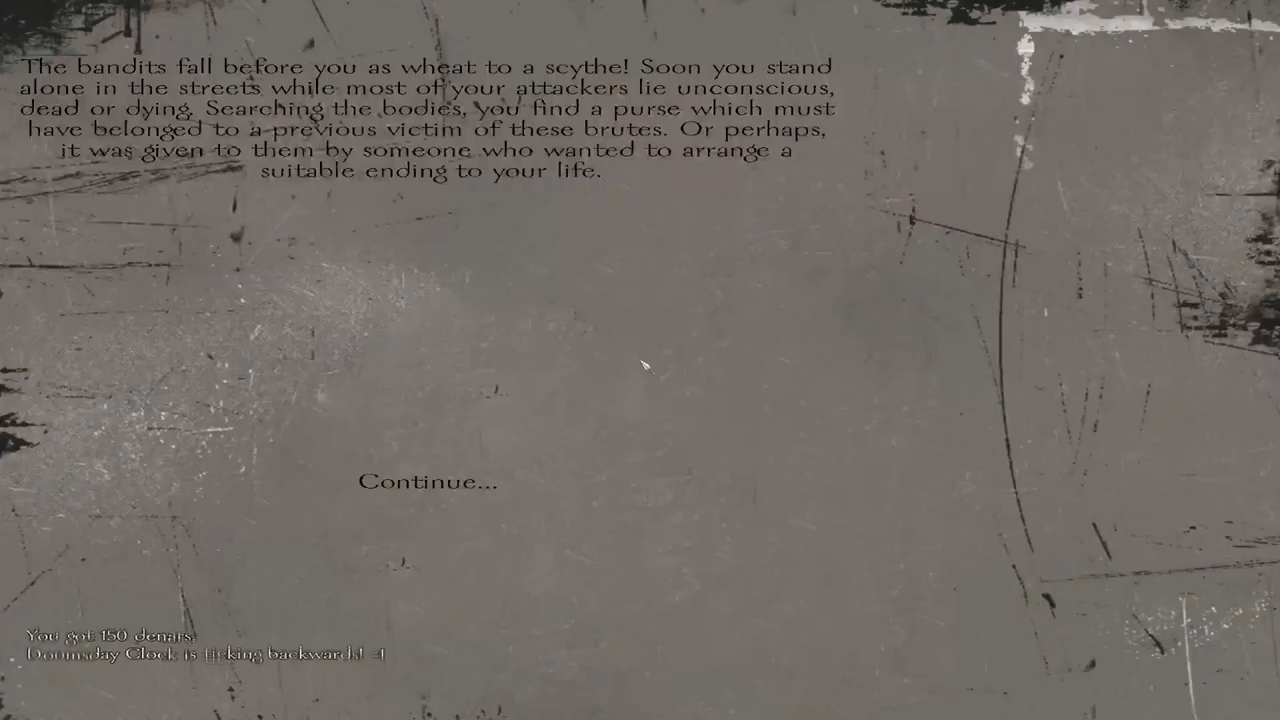 The bandits fall before you as wheat to a scythe! Soon you stand
alone in the streets while most of your attackers lie unconscious,
dead or dying. Searching the bodies, you find a purse which must
have belonged to a previous victim of these brutes. Or perhaps,
it was given to them by someone who wanted to arrange a
suitable ending to your life.
Continue...
You got 150 denars.
Doomsday Clock is ticking backward! =]